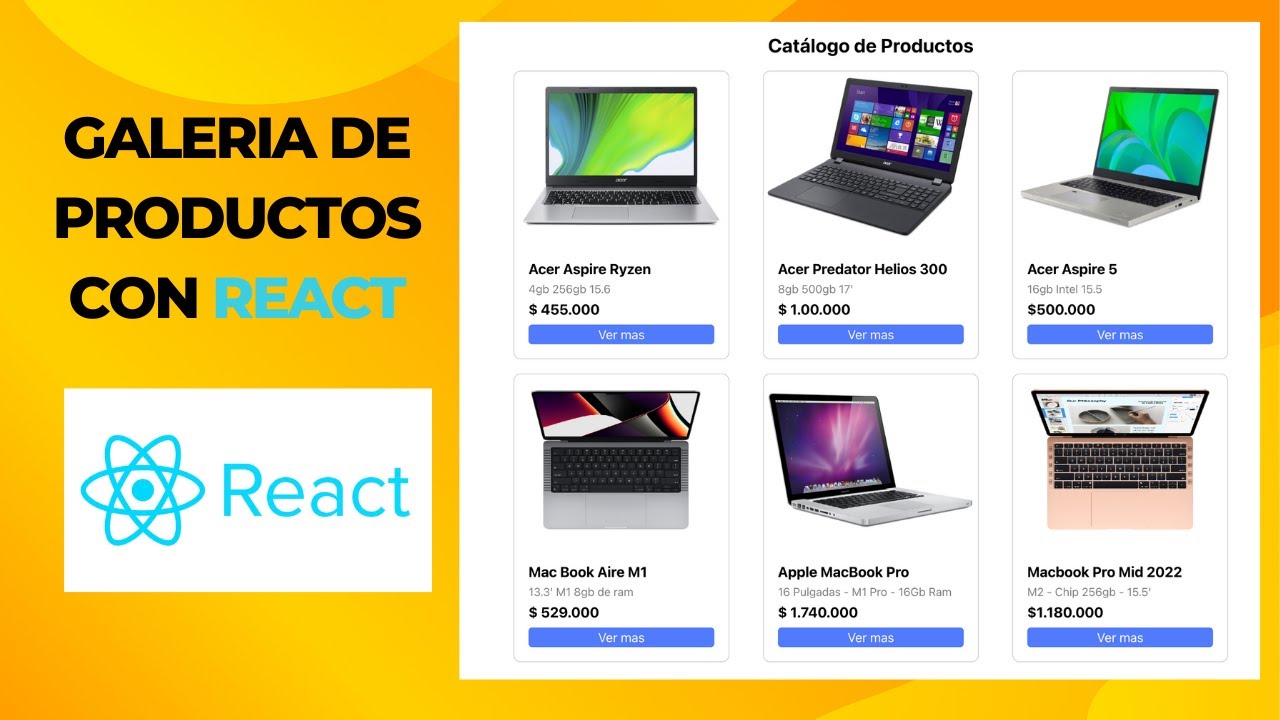 GALERIA DE
PRODUCTOS
CON REACT
React
Catálogo de Productos
Acer Aspire Ryzen
4gb 256gb 15.6
$ 455.000
Ver mas
Acer Predator Helios 300
8gb 500gb 17'
$ 1.00.000
Ver mas
Acer Aspire 5
16gb Intel 15.5
$500.000
Ver mas
Mac Book Aire M1
13.3' M1 8gb de ram
$ 529.000
Ver mas
Apple MacBook Pro
16 Pulgadas - M1 Pro - 16Gb Ram
$ 1.740.000
Ver mas
Macbook Pro Mid 2022
M2 - Chip 256gb - 15.5'
$1.180.000
Ver mas